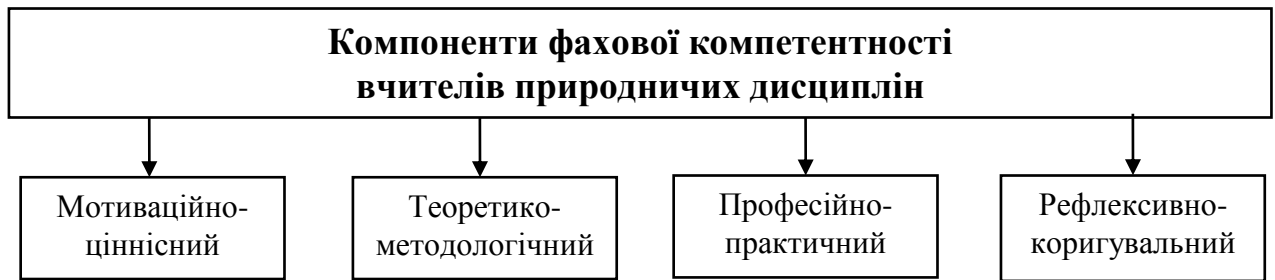 Компоненти фахової компетентності
вчителів природничих дисциплін
Мотиваційно-
ціннісний
Теоретико-
методологічний
Професійно-
практичний
Рефлексивно-
коригувальний